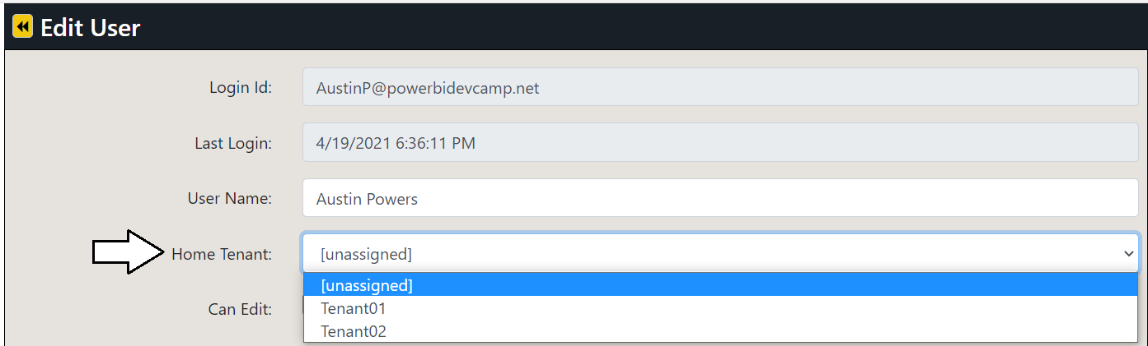 Edit User
Login Id: AustinP@powerbidevcamp.net
Last Login: 4/19/2021 6:36:11 PM
User Name: Austin Powers
Home Tenant: [unassigned]
[unassigned]
Can Edit: Tenant01
Tenant02